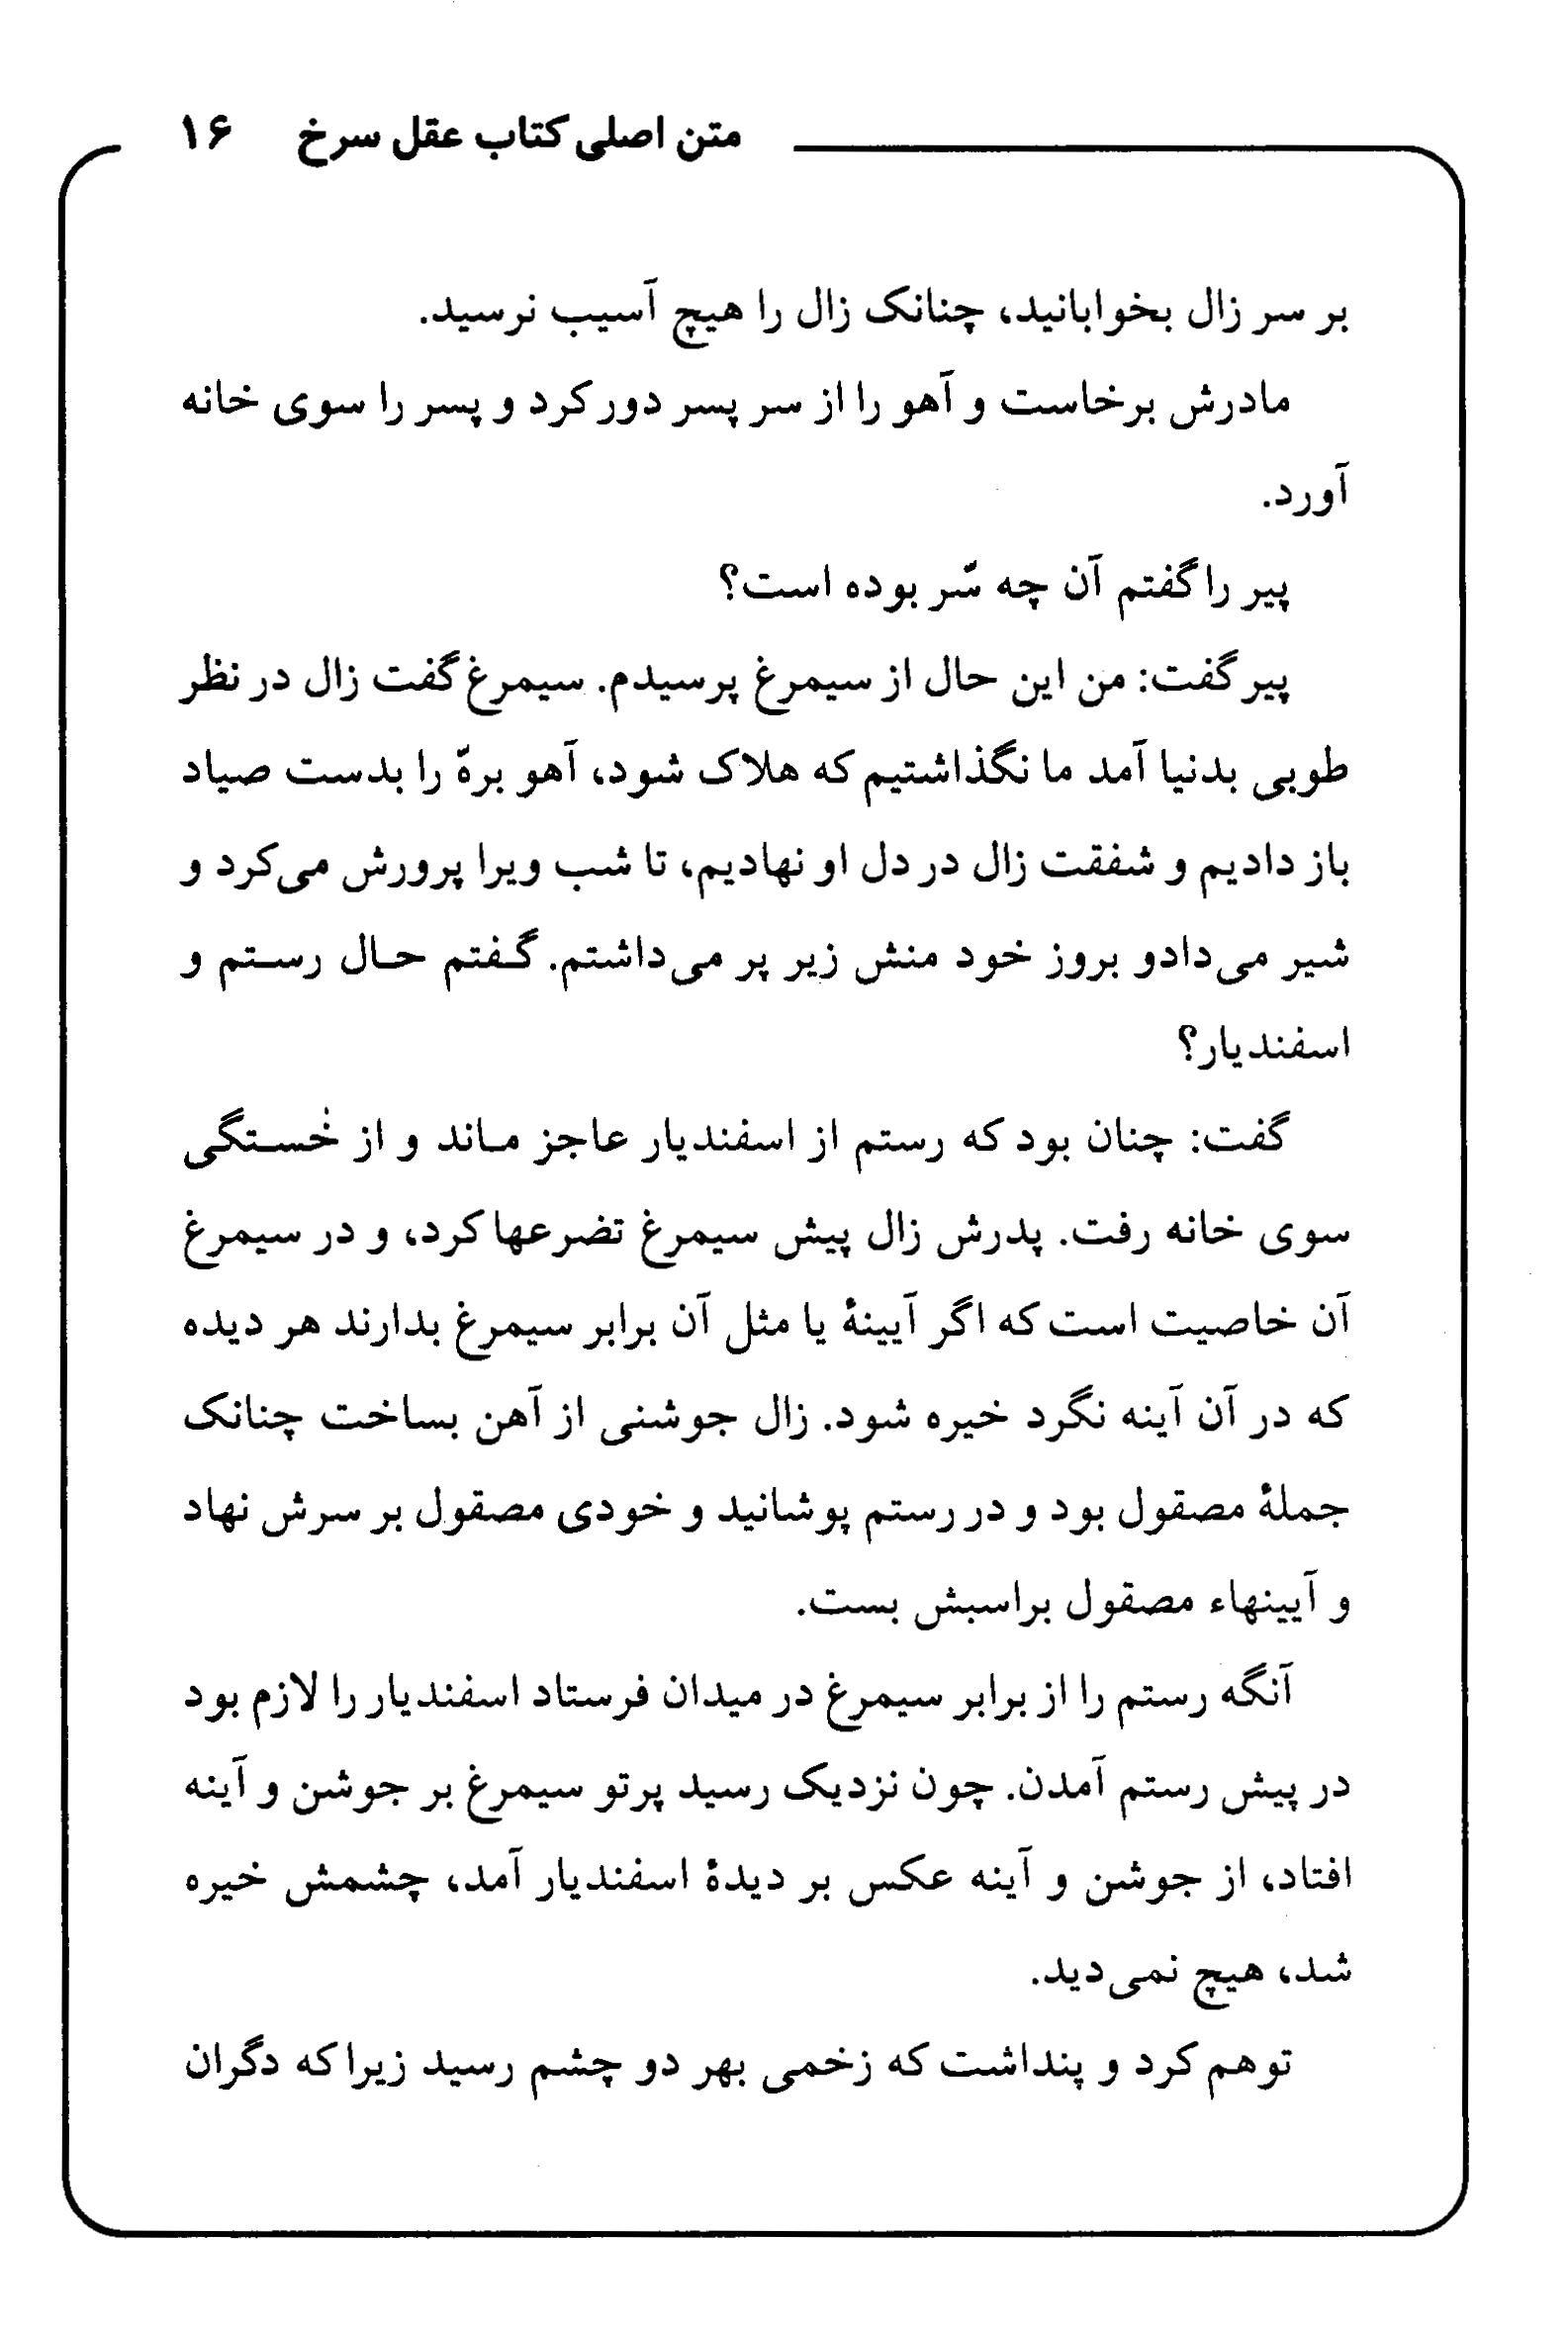 متن اصلی کتاب عقل سرخ ۱۶
بر سر زال بخوابانید، چنانک زال را هیچ آسیب نرسید.
مادرش برخاست و آهو را از سر پسر دور کرد و پسر را سوی خانه
آورد.
پیر را گفتم آن چه سّر بوده است؟
پیر گفت: من این حال از سیمرغ پرسیدم. سیمرغ گفت زال در نظر
طوبی بدنیا آمد ما نگذاشتیم که هلاک شود، آهو برهّ را بدست صیاد
باز دادیم و شفقت زال در دل او نهادیم، تا شب ویرا پرورش می‌کرد و
شیر می‌دادو بروز خود منش زیر پر می‌داشتم. گفتم حال رستم و
اسفندیار؟
گفت: چنان بود که رستم از اسفندیار عاجز ماند و از خُستگی
سوی خانه رفت. پدرش زال پیش سیمرغ تضرعها کرد، و در سیمرغ
آن خاصیت است که اگر آیینهٔ یا مثل آن برابر سیمرغ بدارند هر دیده
که در آن آینه نگرد خیره شود. زال جوشنی از آهن بساخت چنانک
جملهٔ مصقول بود و در رستم پوشانید و خودی مصقول بر سرش نهاد
و آیینهاء مصقول براسبش بست.
آنگه رستم را از برابر سیمرغ در میدان فرستاد اسفندیار را لازم بود
در پیش رستم آمدن. چون نزدیک رسید پرتو سیمرغ بر جوشن و آینه
افتاد، از جوشن و آینه عکس بر دیدهٔ اسفندیار آمد، چشمش خیره
شد، هیچ نمی‌دید.
توهم کرد و پنداشت که زخمی بهر دو چشم رسید زیرا که دگران